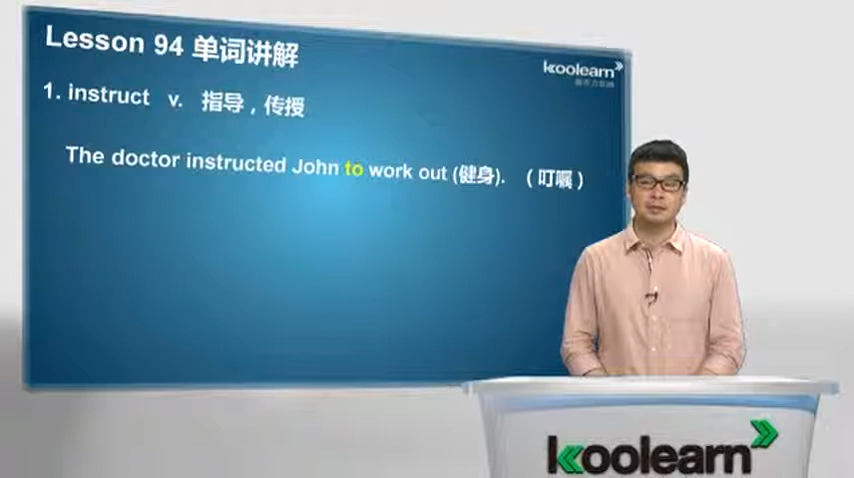 Lesson 94 单词讲解
koolearn
1. instruct v. 指导，传授
The doctor instructed John to work out (健身). （叮嘱）
koolearn